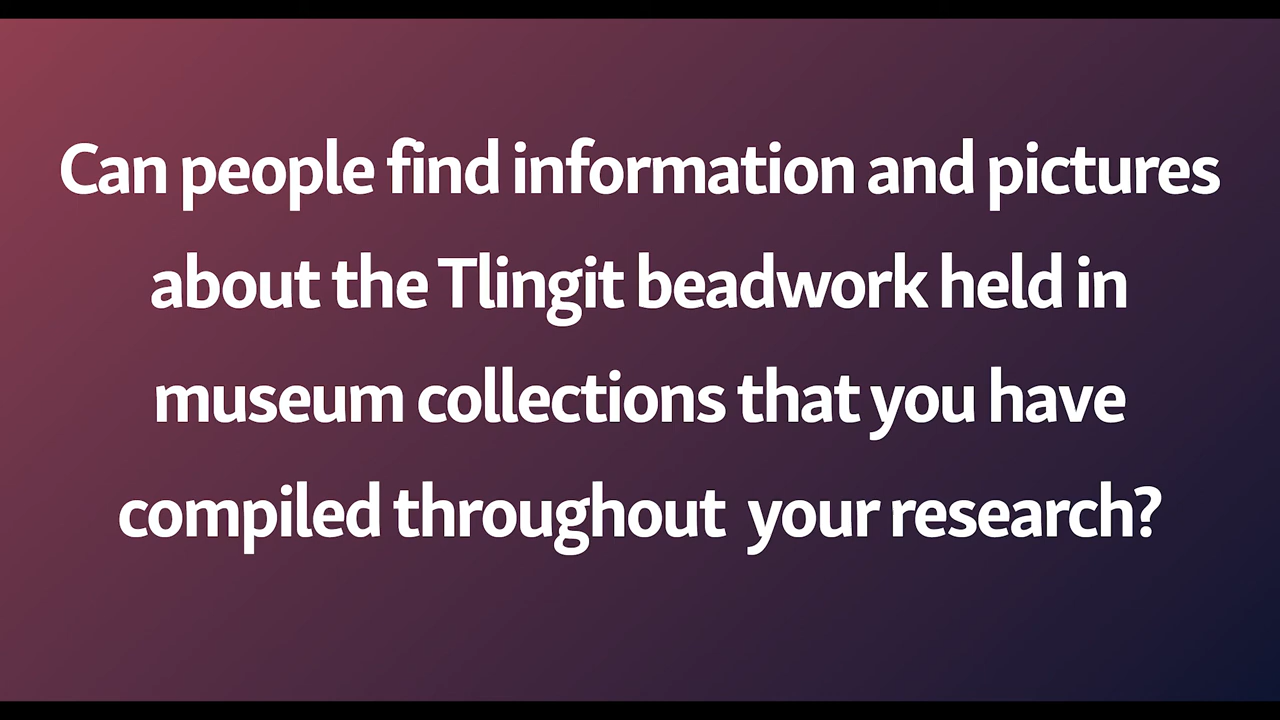 Can people find information and pictures
about the Tlingit beadwork held in
museum collections that you have
compiled throughout  your research?